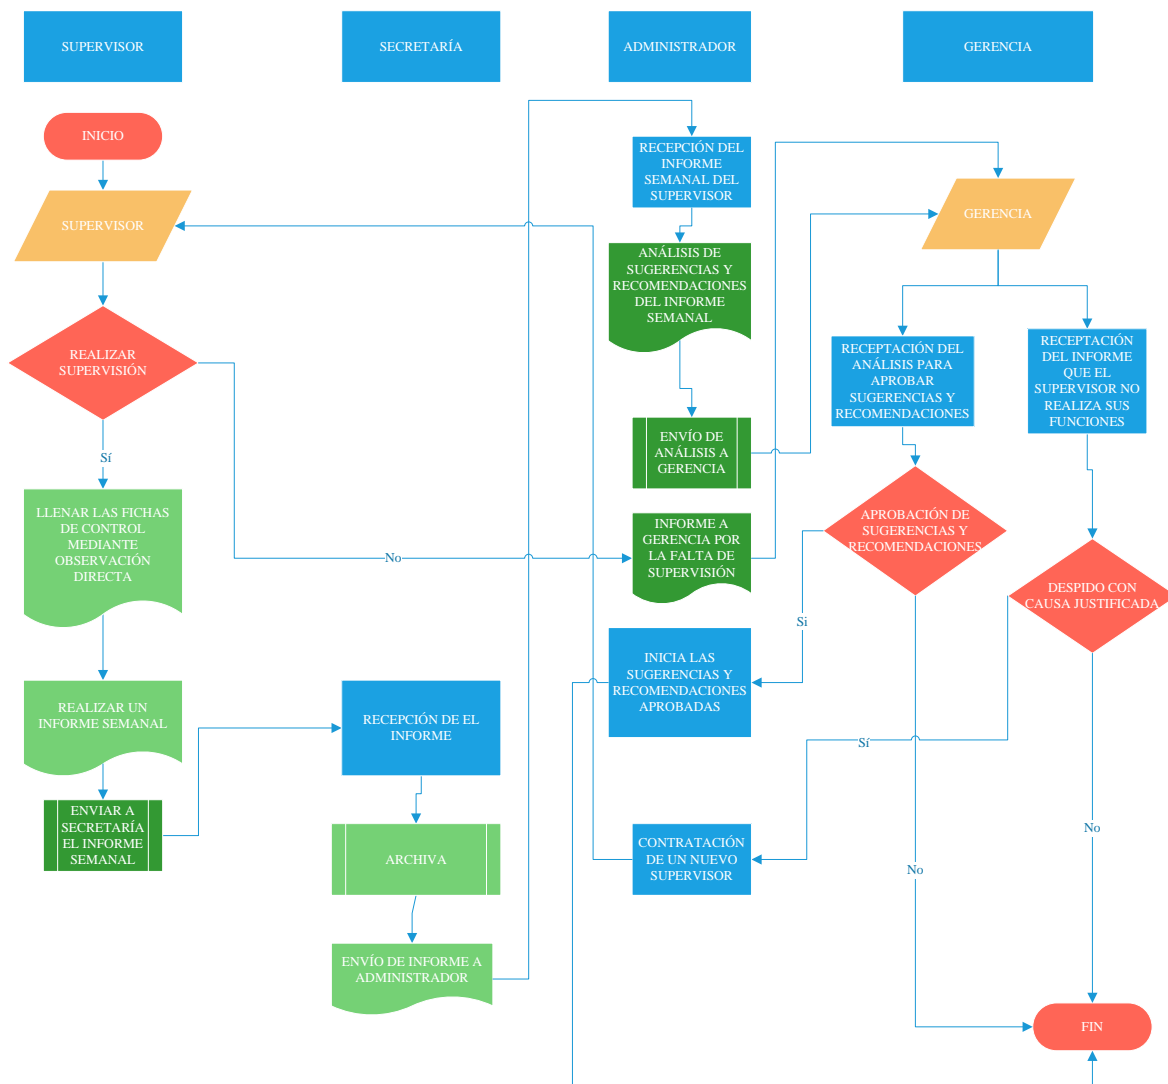 SUPERVISOR
SECRETARÍA
ADMINISTRADOR
GERENCIA
INICIO
SUPERVISOR
REALIZAR
SUPERVISIÓN
Sí
No
LLENAR LAS FICHAS
DE CONTROL
MEDIANTE
OBSERVACIÓN
DIRECTA
REALIZAR UN
INFORME SEMANAL
ENVIAR A
SECRETARÍA
EL INFORME
SEMANAL
RECEPCIÓN DE EL
INFORME
ARCHIVA
ENVÍO DE INFORME A
ADMINISTRADOR
RECEPCIÓN DEL
INFORME
SEMANAL DEL
SUPERVISOR
ANÁLISIS DE
SUGERENCIAS Y
RECOMENDACIONES
DEL INFORME
SEMANAL
ENVÍO DE
ANÁLISIS A
GERENCIA
INFORME A
GERENCIA POR
LA FALTA DE
SUPERVISIÓN
INICIA LAS
SUGERENCIAS Y
RECOMENDACIONES
APROBADAS
CONTRATACIÓN
DE UN NUEVO
SUPERVISOR
GERENCIA
RECEPTACIÓN DEL
ANÁLISIS PARA
APROBAR
SUGERENCIAS Y
RECOMENDACIONES
RECEPTACIÓN
DEL INFORME
QUE EL
SUPERVISOR NO
REALIZA SUS
FUNCIONES
APROBACIÓN DE
SUGERENCIAS Y
RECOMENDACIONES
Si
No
DESPIDO CON
CAUSA JUSTIFICADA
Sí
No
FIN